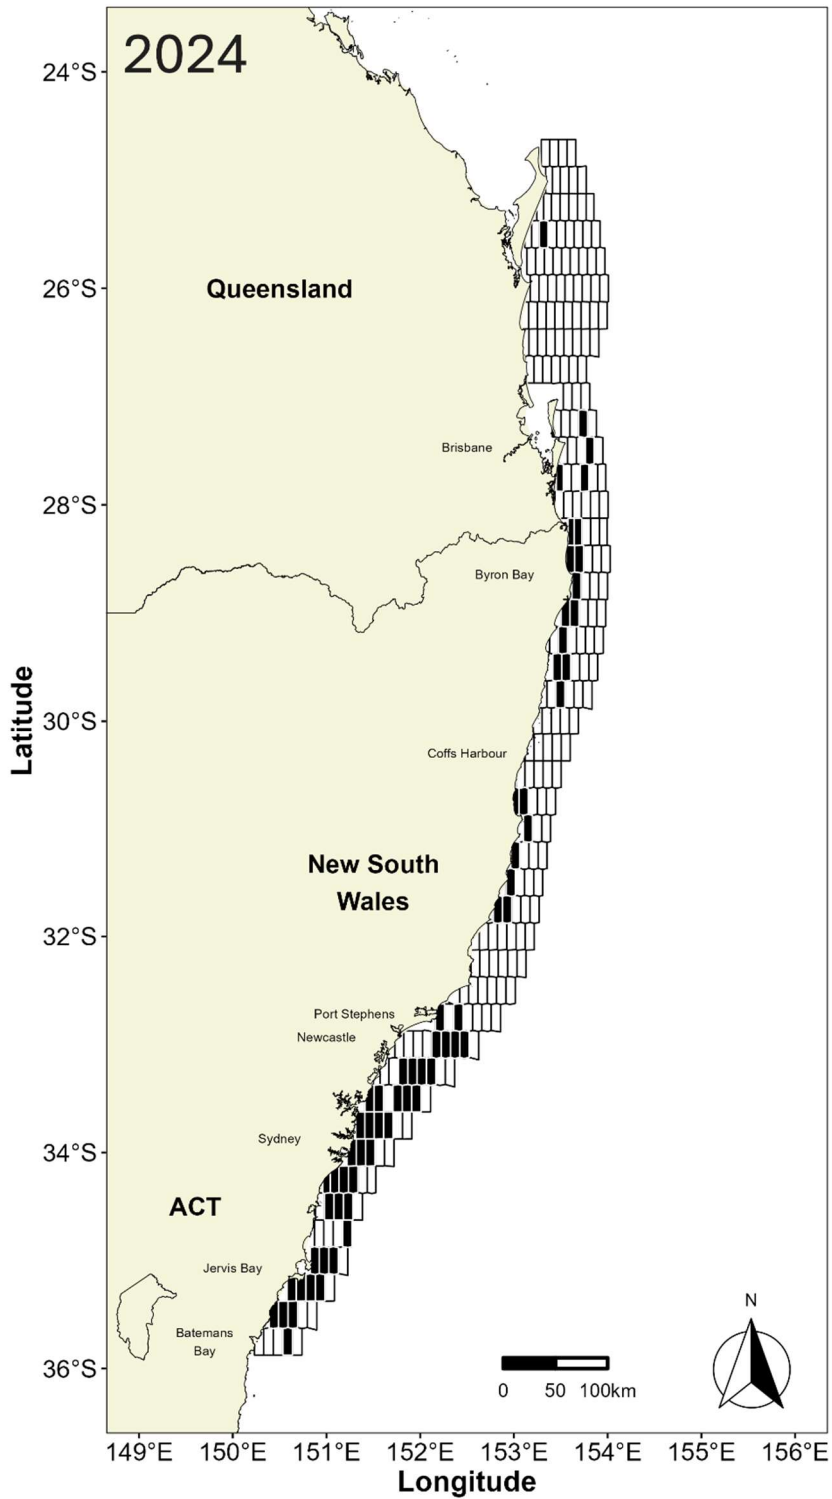 2024
24°S
26°S
28°S
30°S
32°S
34°S
36°S
Latitude
Queensland
Brisbane
Byron Bay
Coffs Harbour
New South
Wales
Port Stephens
Newcastle
Sydney
ACT
Jervis Bay
Batemans
Bay
N
0 50 100km
149°E 150°E 151°E 152°E 153°E 154°E 155°E 156°E
Longitude